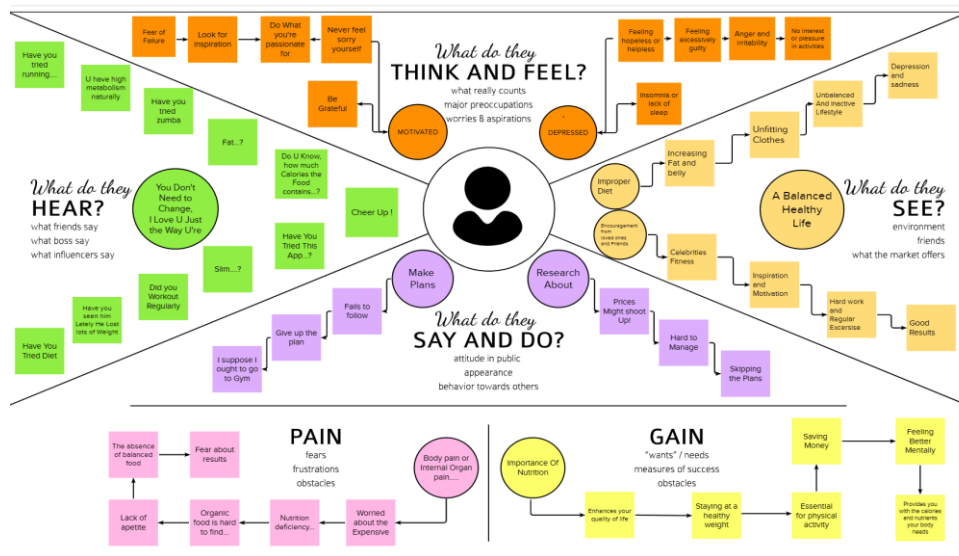 Fear of
Failure
Look for
inspiration
Do What
you're
passionate
for
Never feel
sorry
yourself
Be
Grateful
MOTIVATED
What do they
THINK AND FEEL?
what really counts
major preoccupations
worries & aspirations
Feeling
hopeless or
helpless
Feeling
excessively
guilty
Anger and
irritability
No interest
or pleasure
in activities
Insomnia or
lack of
sleep
DEPRESSED
Have you
tried
running....
U have high
metabolism
naturally
Have you
tried
zumba
Fat..?
Do U Know,
how much
Calories the
Food
contains...?
Cheer Up !
What do they
HEAR?
what friends say
what boss say
what influencers say
You Don't
Need to
Change,
I Love U Just
the Way U're
Have You
Tried This
App...?
Slim....?
Did you
Workout
Regularly
Have you
seen him
Lately He Lost
lots of Weight
Have You
Tried Diet
Improper
Diet
Increasing
Fat and
belly
Unfitting
Clothes
Unbalanced
And Inactive
Lifestyle
Depression
and
sadness
A Balanced
Healthy
Life
What do they
SEE?
environment
friends
what the market offers
Encouragement
from
loved ones
and Friends
Celebrities
Fitness
Inspiration
and
Motivation
Hard work
and
Regular
Excersise
Good
Results
Make
Plans
Fails to
follow
Give up the
plan
I suppose I
ought to go
to Gym
What do they
SAY AND DO?
attitude in public
appearance
behavior towards others
Research
About
Prices
Might shoot
Up!
Hard to
Manage
Skipping
the Plans
PAIN
fears
frustrations
obstacles
Body pain or
Internal Organ
pain....
Worried
about the
Expensive
Nutrition
deficiency...
Organic
food is hard
to find...
Lack of
apetite
The absence
of balanced
food
Fear about
results
GAIN
"wants" / needs
measures of success
obstacles
Importance Of
Nutrition
Enhances your
quality of life
Staying at a
healthy
weight
Essential
for physical
activity
Saving
Money
Feeling
Better
Mentally
Provides you
with the calories
and nutrients
your body
needs